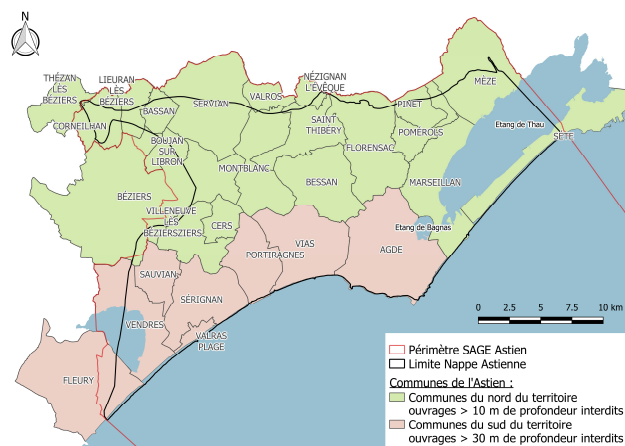 N
THÉZAN
LÈS
BÉZIERS
LIEURAN
LÈS
BÉZIERS
CORNEILHAN
BASSAN
SERVIAN
VALROS
NÉZIGNAN
L'ÉVÊQUE
PINET
MÈZE
BOUJAN
SUR
LIBRON
SAINT
THIBÉRY
POMÉROLS
Etang de Thau
SÈTE
FLORENSAC
MONTBLANC
BESSAN
MARSEILLAN
BÉZIERS
VILLENEUVE
LÈS
BÉZIERSZIERS
CERS
Etang de Bagnas
VIAS
PORTIRAGNES
AGDE
SAUVIAN
SÉRIGNAN
VENDRES
VALRAS
PLAGE
FLEURY
0 2.5 5 7.5 10 km
Périmètre SAGE Astien
Limite Nappe Astienne
Communes de l'Astien :
Communes du nord du territoire
ouvrages > 10 m de profondeur interdits
Communes du sud du territoire
ouvrages > 30 m de profondeur interdits